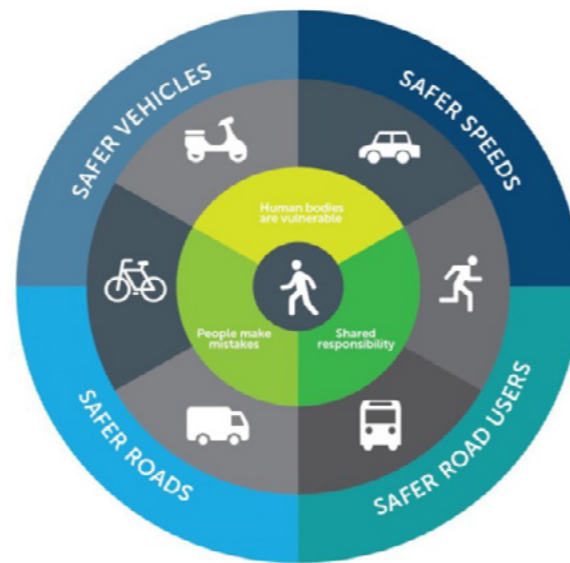 SAFER VEHICLES
SAFER SPEEDS
Human bodies
are vulnerable
People make
mistakes
Shared
responsibility
SAFER ROADS
SAFER ROAD USERS